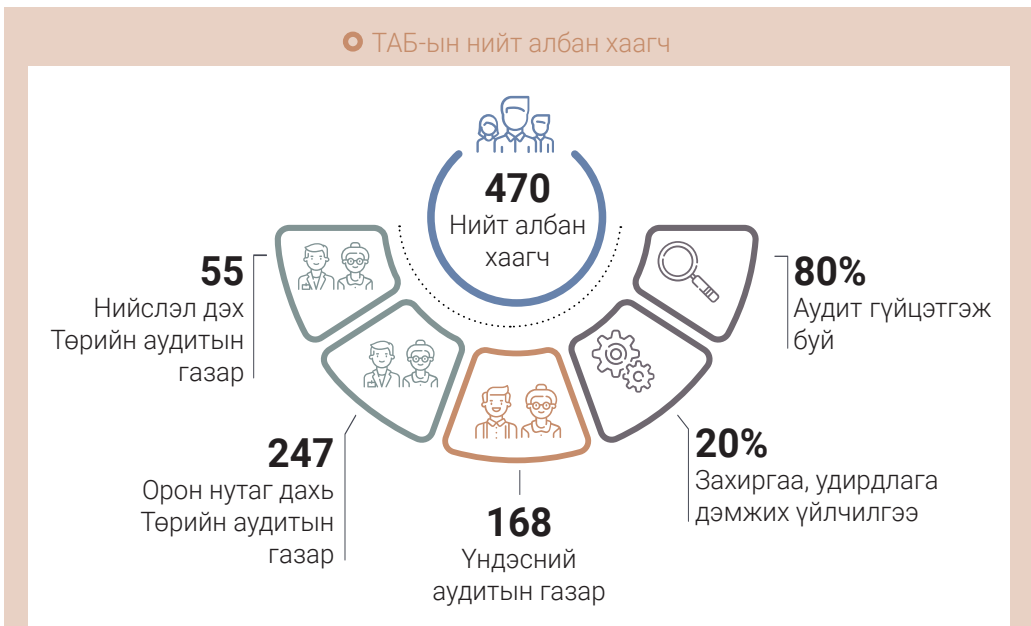 ТАБ-ын нийт албан хаагч
470
Нийт албан
хаагч
55
Нийслэл дэх
Төрийн аудитын
газар
247
Орон нутаг дахь
Төрийн аудитын
газар
168
Үндэсний
аудитын газар
20%
Захиргаа, удирдлага
дэмжих үйлчилгээ
80%
Аудит гүйцэтгэж
буй